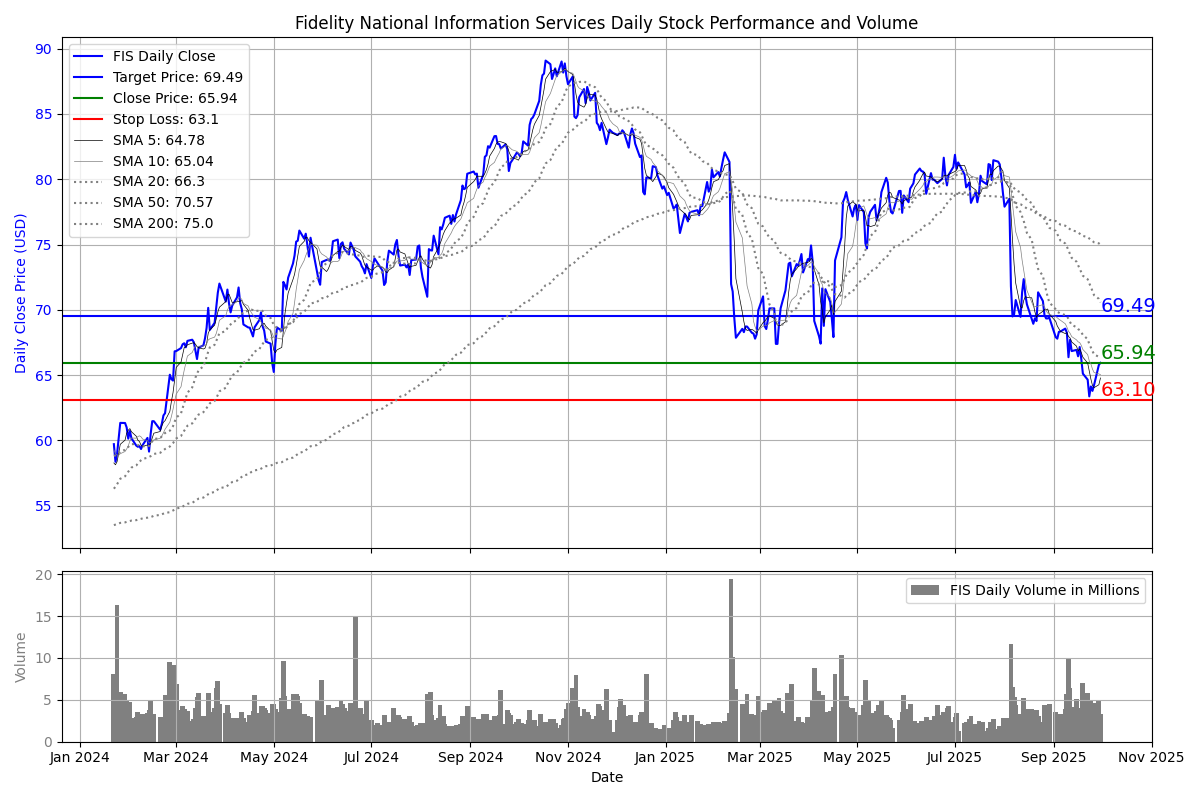 Fidelity National Information Services Daily Stock Performance and Volume
90
85
80
75
70
65
60
55
Daily Close Price (USD)
FIS Daily Close
Target Price: 69.49
Close Price: 65.94
Stop Loss: 63.1
SMA 5: 64.78
SMA 10: 65.04
SMA 20: 66.3
SMA 50: 70.57
SMA 200: 75.0
69.49
65.94
63.10
20
15
10
5
0
Volume
FIS Daily Volume in Millions
Jan 2024 Mar 2024 May 2024 Jul 2024 Sep 2024 Nov 2024 Jan 2025 Mar 2025 May 2025 Jul 2025 Sep 2025 Nov 2025
Date